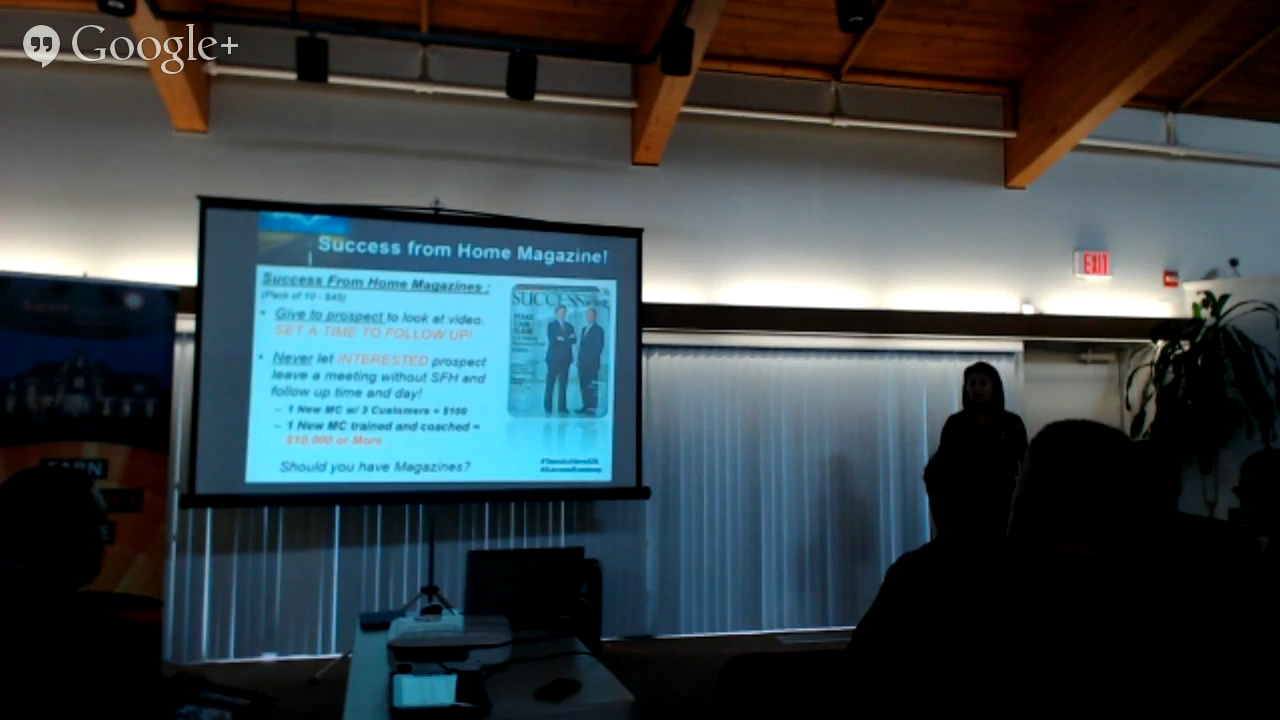 Google+
Success from Home Magazine!
Success From Home Magazines :
(Pack of 10 - $45)
• Give to prospect to look at video.
SET A TIME TO FOLLOW UP!
SUCCESS
• Never let INTERESTED prospect
leave a meeting without SFH and
follow up time and day!
– 1 New MC w/ 3 Customers = $100
– 1 New MC trained and coached =
$10,000 or More
Should you have Magazines?
EXIT
EARN